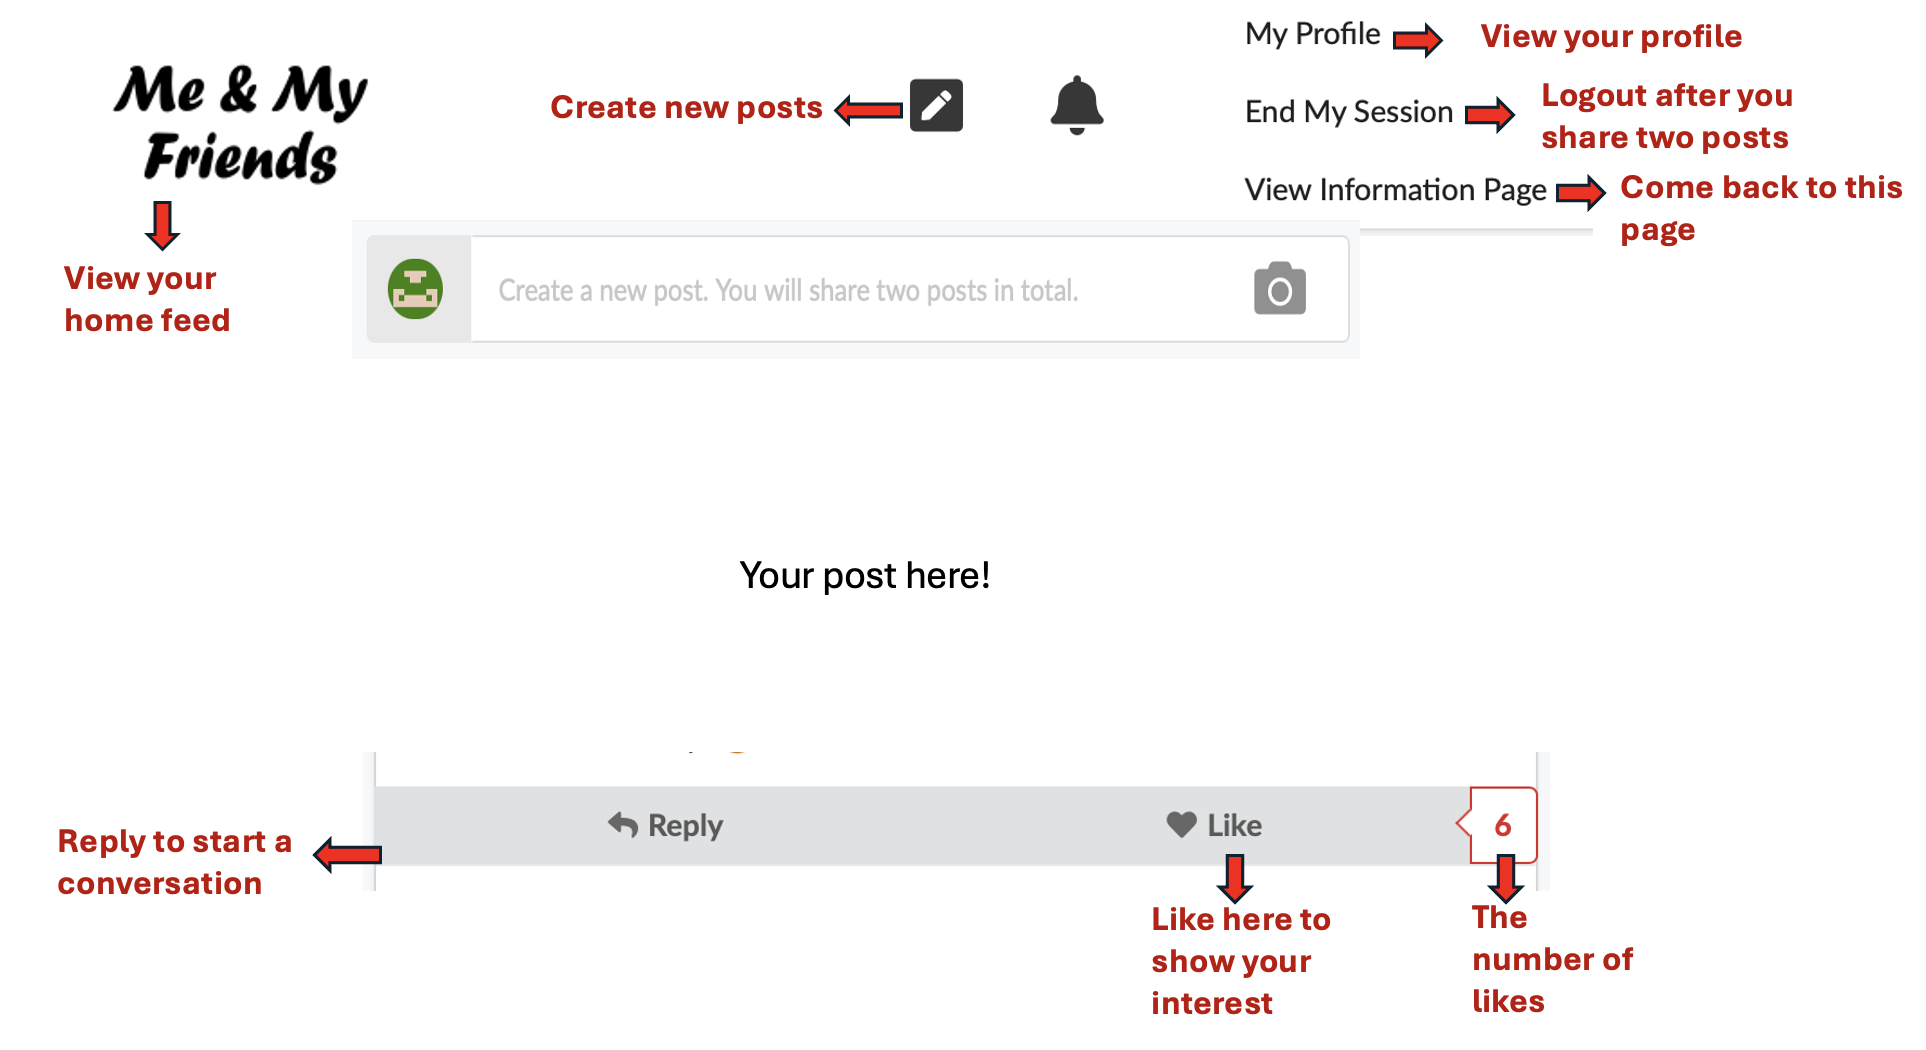 My Profile
View your profile
Me & My
Friends
Create new posts
End My Session
Logout after you
share two posts
View Information Page
Come back to this
page
View your
home feed
Create a new post. You will share two posts in total.
Your post here!
Reply
Like
6
Reply to start a
conversation
Like here to
show your
interest
The
number of
likes